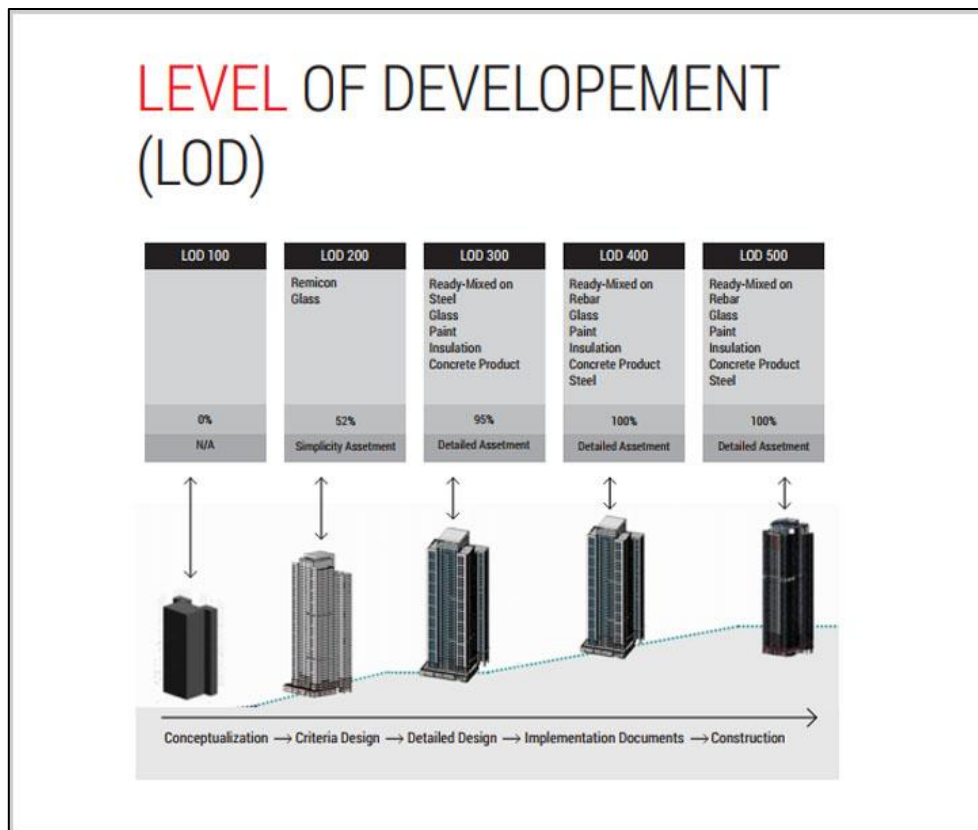 LEVEL OF DEVELOPEMENT
(LOD)
LOD 100
0%
N/A
LOD 200
Remicon
Glass
52%
Simplicity Assetment
LOD 300
Ready-Mixed on
Steel
Glass
Paint
Insulation
Concrete Product
95%
Detailed Assetment
LOD 400
Ready-Mixed on
Rebar
Glass
Paint
Insulation
Concrete Product
Steel
100%
Detailed Assetment
LOD 500
Ready-Mixed on
Rebar
Glass
Paint
Insulation
Concrete Product
Steel
100%
Detailed Assetment
Conceptualization → Criteria Design → Detailed Design → Implementation Documents → Construction